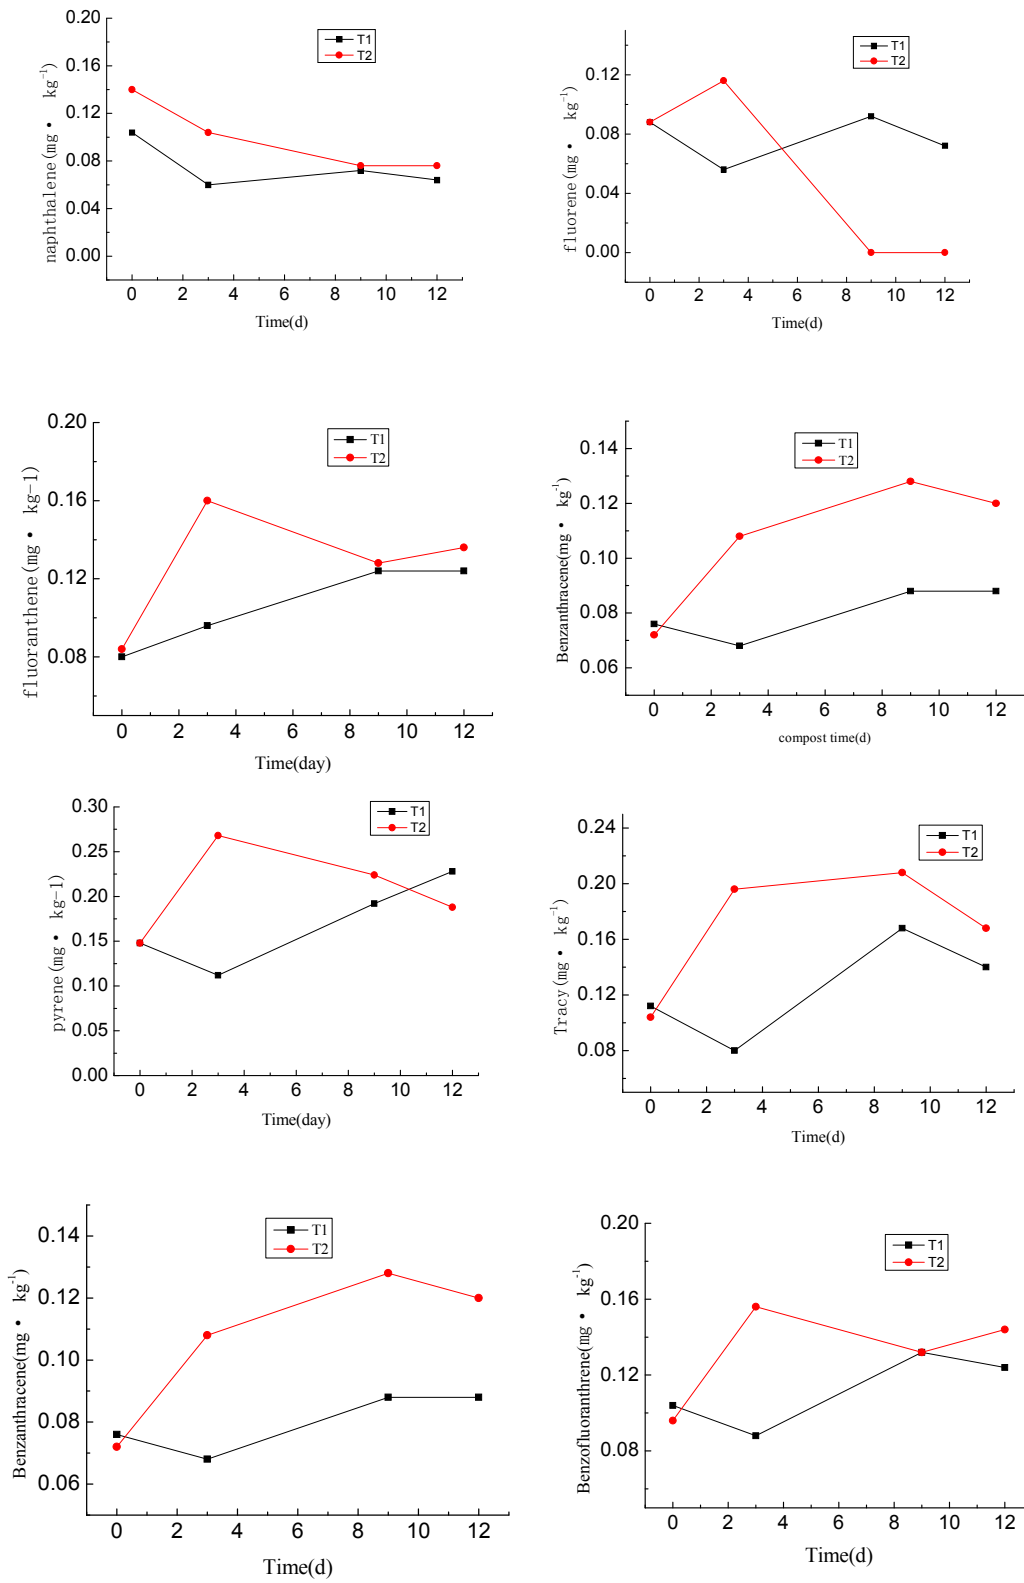 naphthalene(mg• kg-1)
0.20
0.16
0.12
0.08
0.04
0.00
T1
T2
0 2 4 6 8 10 12
Time(d)
fluorene(mg• kg-1)
0.12
0.08
0.04
0.00
T1
T2
0 2 4 6 8 10 12
Time(d)
fluoranthene(mg• kg-1)
0.20
0.16
0.12
0.08
T1
T2
0 2 4 6 8 10 12
Time(day)
Benzanthracene(mg• kg-1)
0.14
0.12
0.10
0.08
0.06
T1
T2
0 2 4 6 8 10 12
compost time(d)
pyrene(mg• kg-1)
0.30
0.25
0.20
0.15
0.10
0.05
0.00
T1
T2
0 2 4 6 8 10 12
Time(day)
Tracy(mg• kg-1)
0.24
0.20
0.16
0.12
0.08
T1
T2
0 2 4 6 8 10 12
Time(d)
Benzanthracene(mg• kg-1)
0.14
0.12
0.10
0.08
0.06
T1
T2
0 2 4 6 8 10 12
Time(d)
Benzofluoranthrene(mg• kg-1)
0.20
0.16
0.12
0.08
T1
T2
0 2 4 6 8 10 12
Time(d)